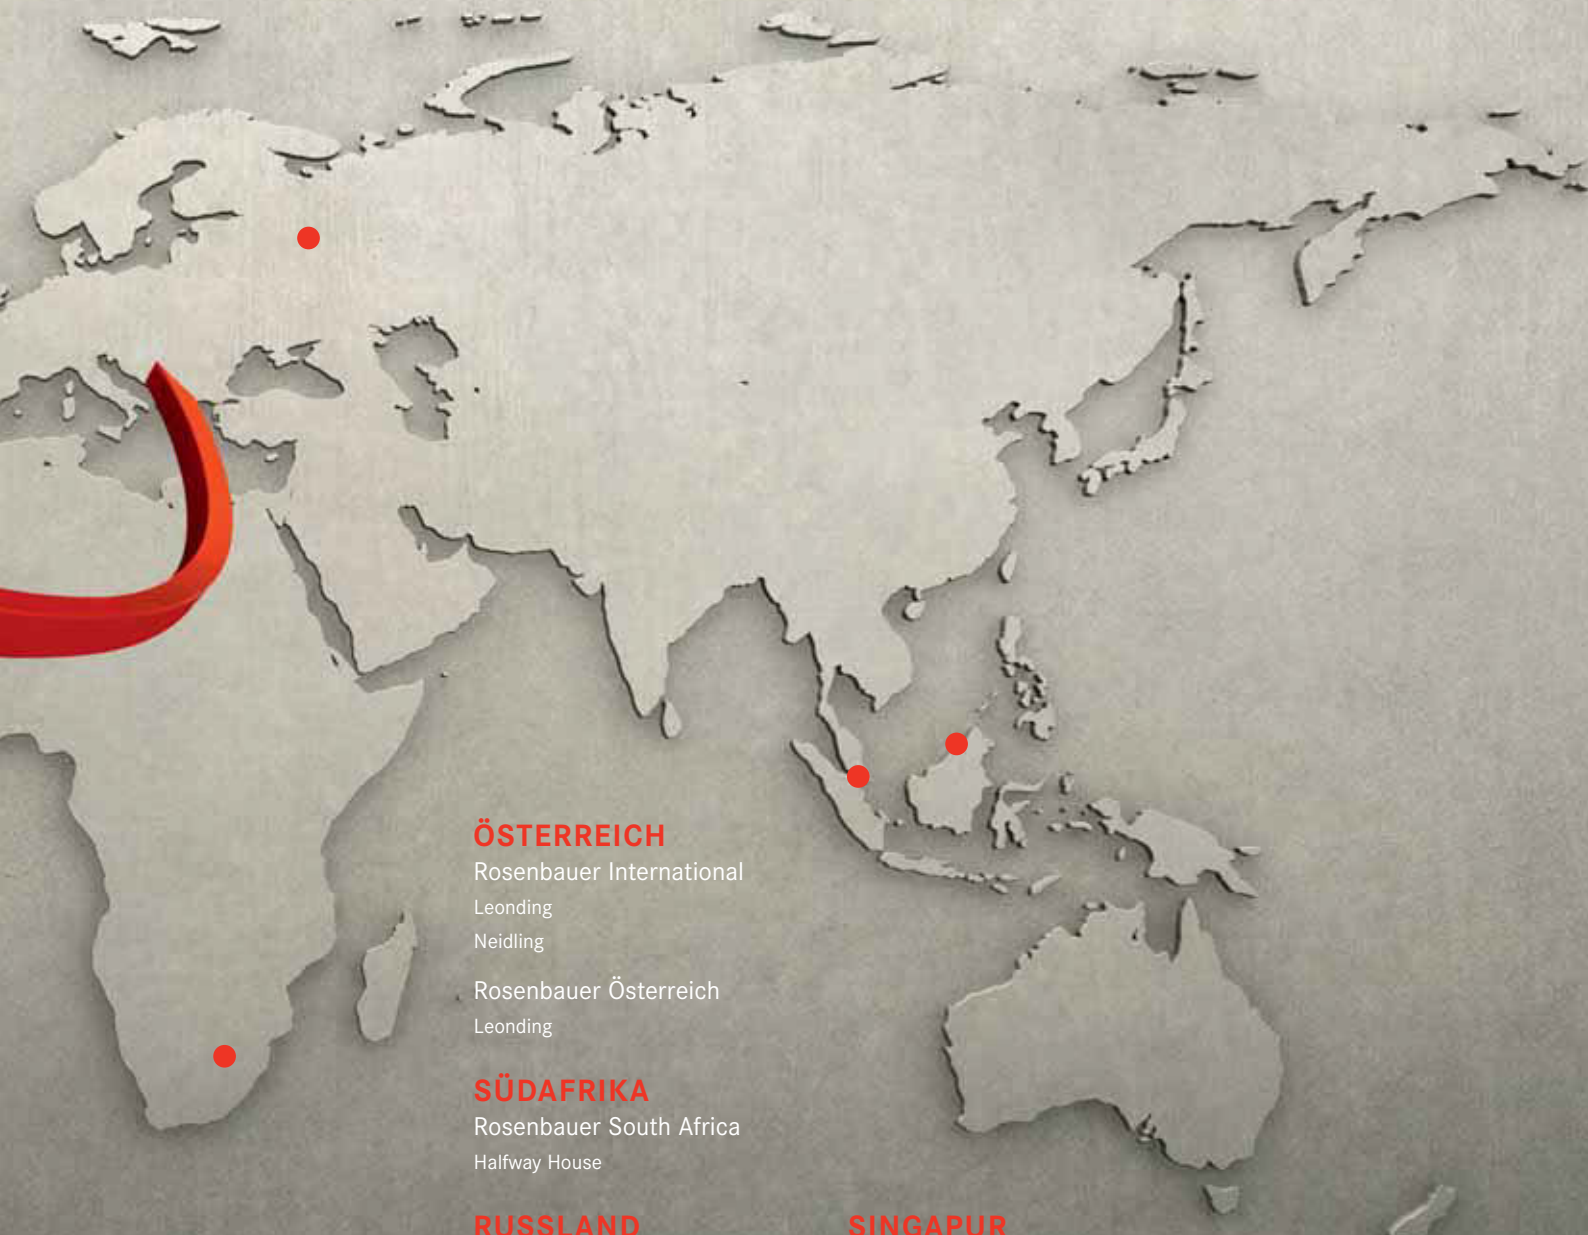 ÖSTERREICH
Rosenbauer International
Leonding
Neidling
Rosenbauer Österreich
Leonding
SÜDAFRIKA
Rosenbauer South Africa
Halfway House
RUSSLAND
SINGAPUR